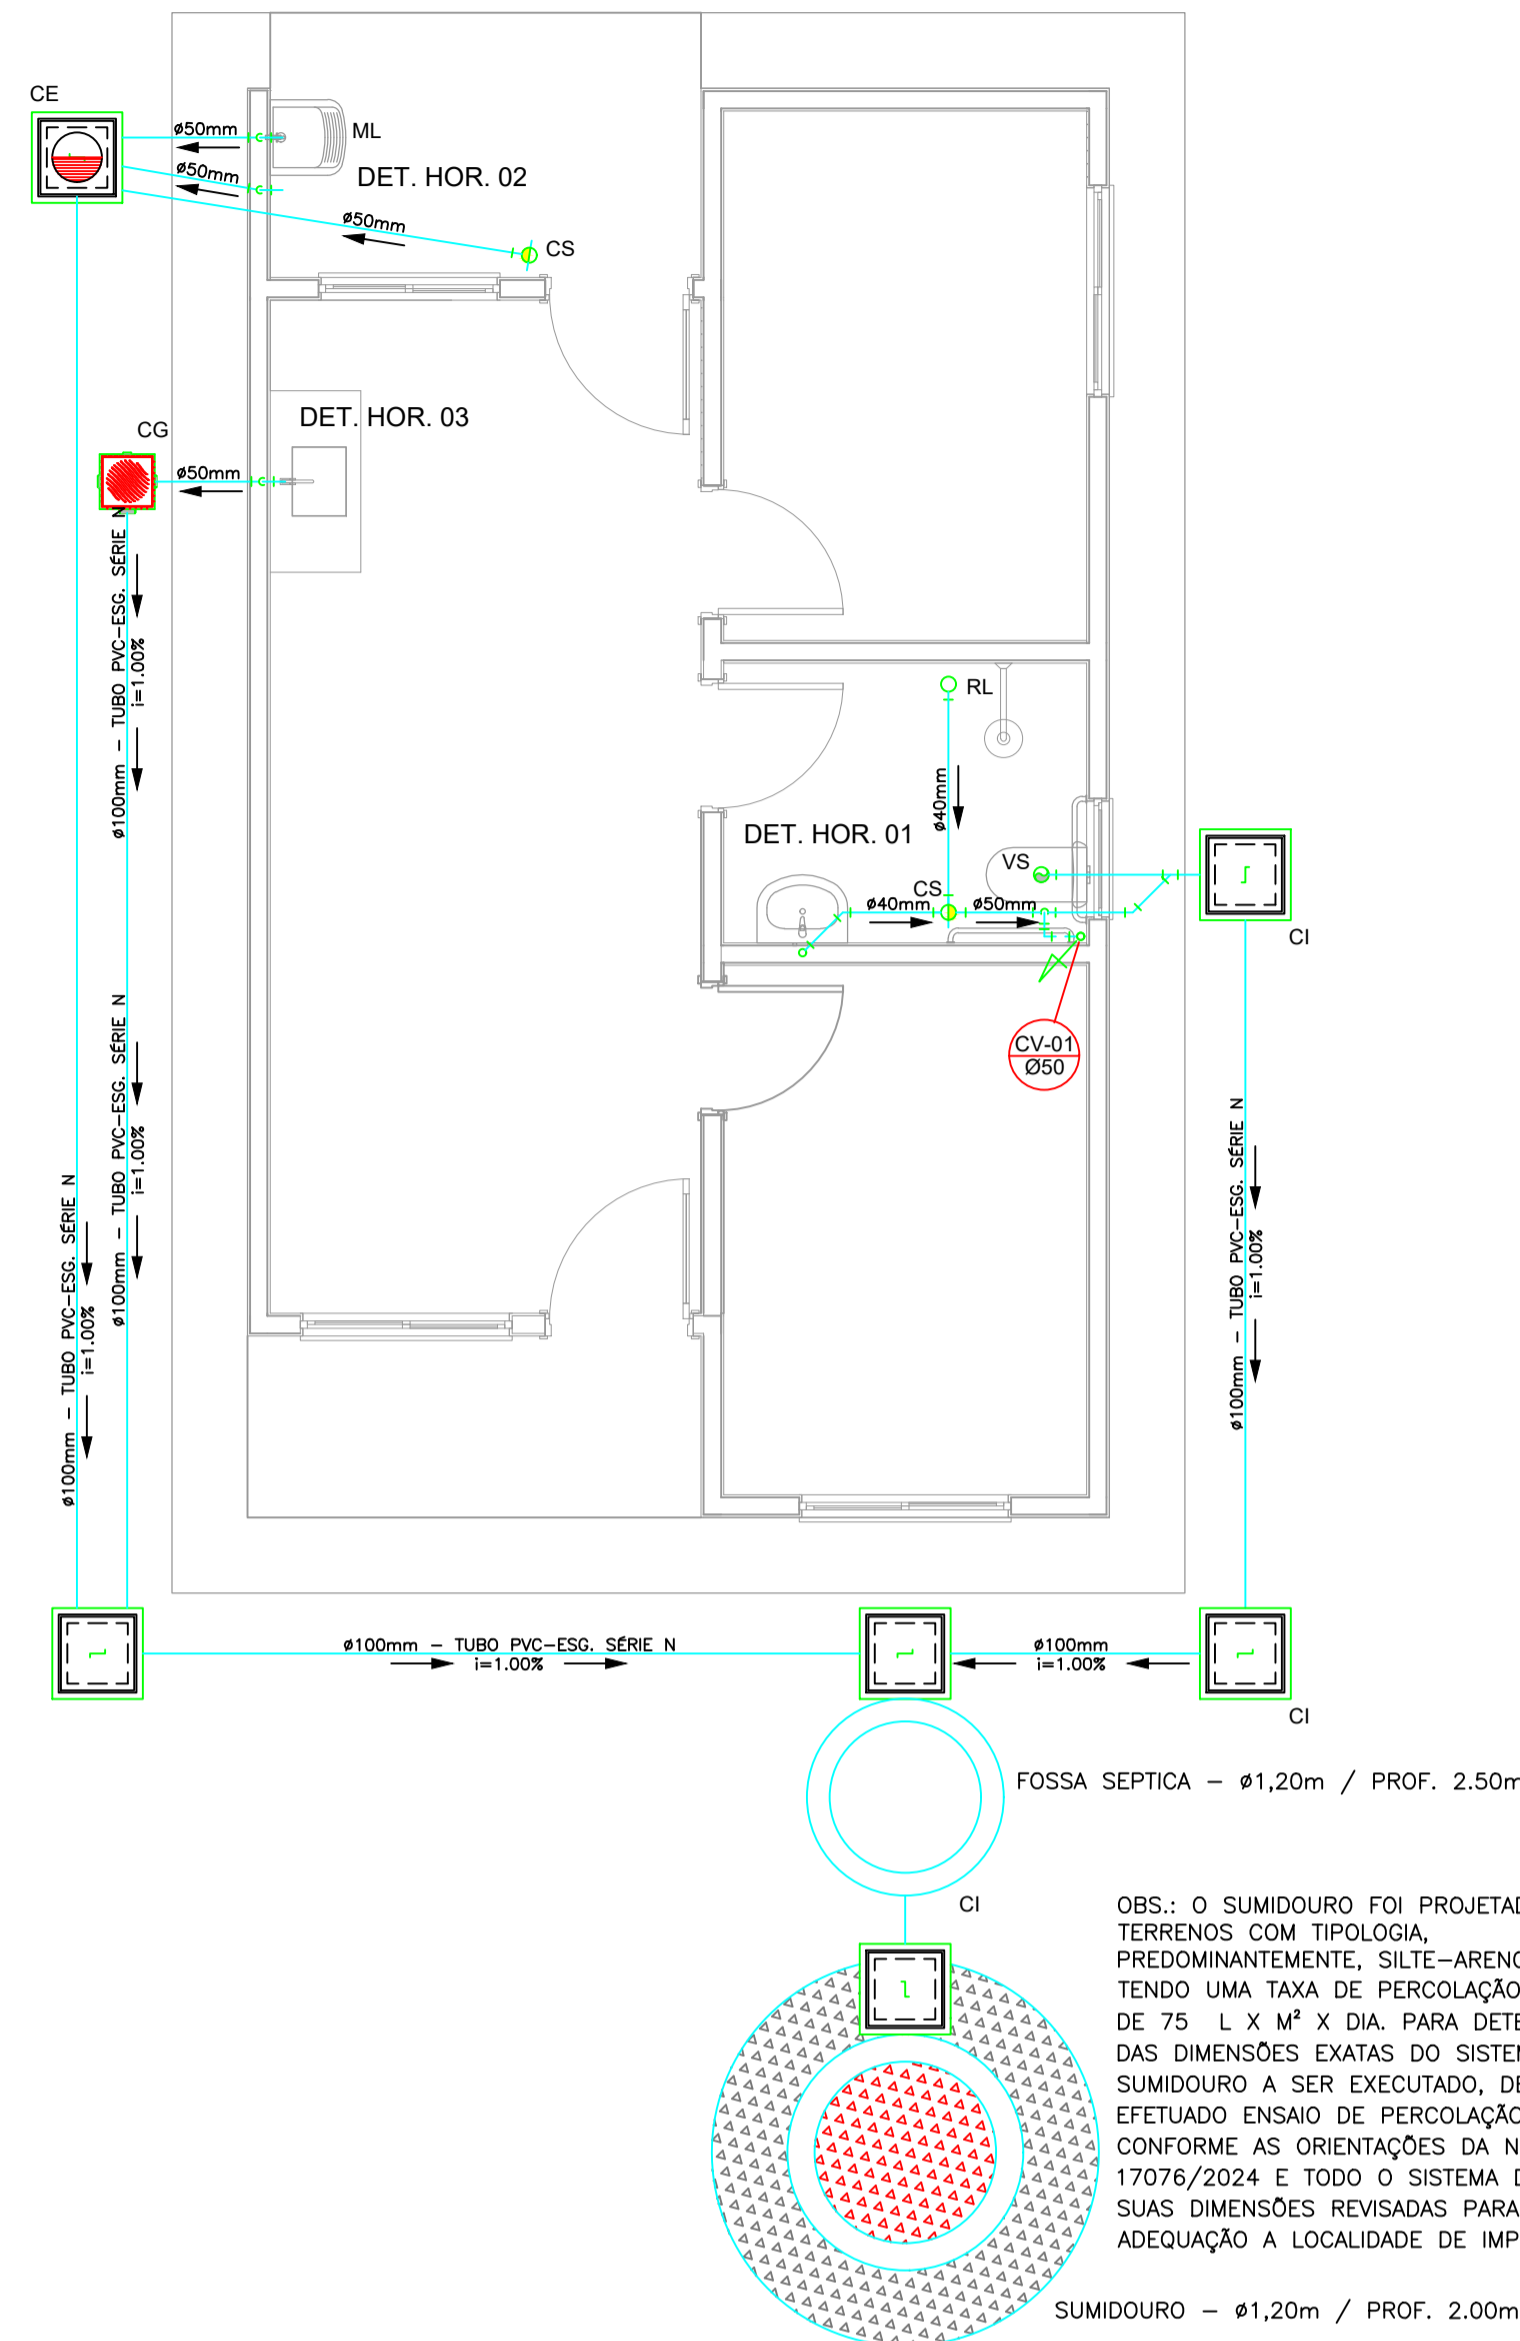 CE
ø50mm
ML
ø50mm
DET. HOR. 02
ø50mm
CS
DET. HOR. 03
CG
ø50mm
ø100mm – TUBO PVC–ESG. SÉRIE N
i=1.00%
RL
ø40mm
DET. HOR. 01
VS
CS
ø40mm
ø50mm
CI
CV-01
Ø50
ø100mm – TUBO PVC–ESG. SÉRIE N
i=1.00%
ø100mm – TUBO PVC–ESG. SÉRIE N
i=1.00%
ø100mm – TUBO PVC–ESG. SÉRIE N
i=1.00%
ø100mm – TUBO PVC–ESG. SÉRIE N
i=1.00%
ø100mm
i=1.00%
CI
FOSSA SEPTICA – ø1,20m / PROF. 2.50m
CI
OBS.: O SUMIDOURO FOI
TERRENOS COM TIPOLOGIA,
PREDOMINANTEMENTE,
TENDO UMA TAXA DE PERCOLAÇÃO
DE 75 L X M² X DIA. PARA
DAS DIMENSÕES EXATAS DO
SUMIDOURO A SER EXECUTADO,
EFETUADO ENSAIO DE PERCOLAÇÃO
CONFORME AS ORIENTAÇÕES DA
17076/2024 E TODO O SISTEMA
SUAS DIMENSÕES REVISADAS PARA
ADEQUAÇÃO A LOCALIDADE DE
SUMIDOURO – ø1,20m / PROF. 2.00m